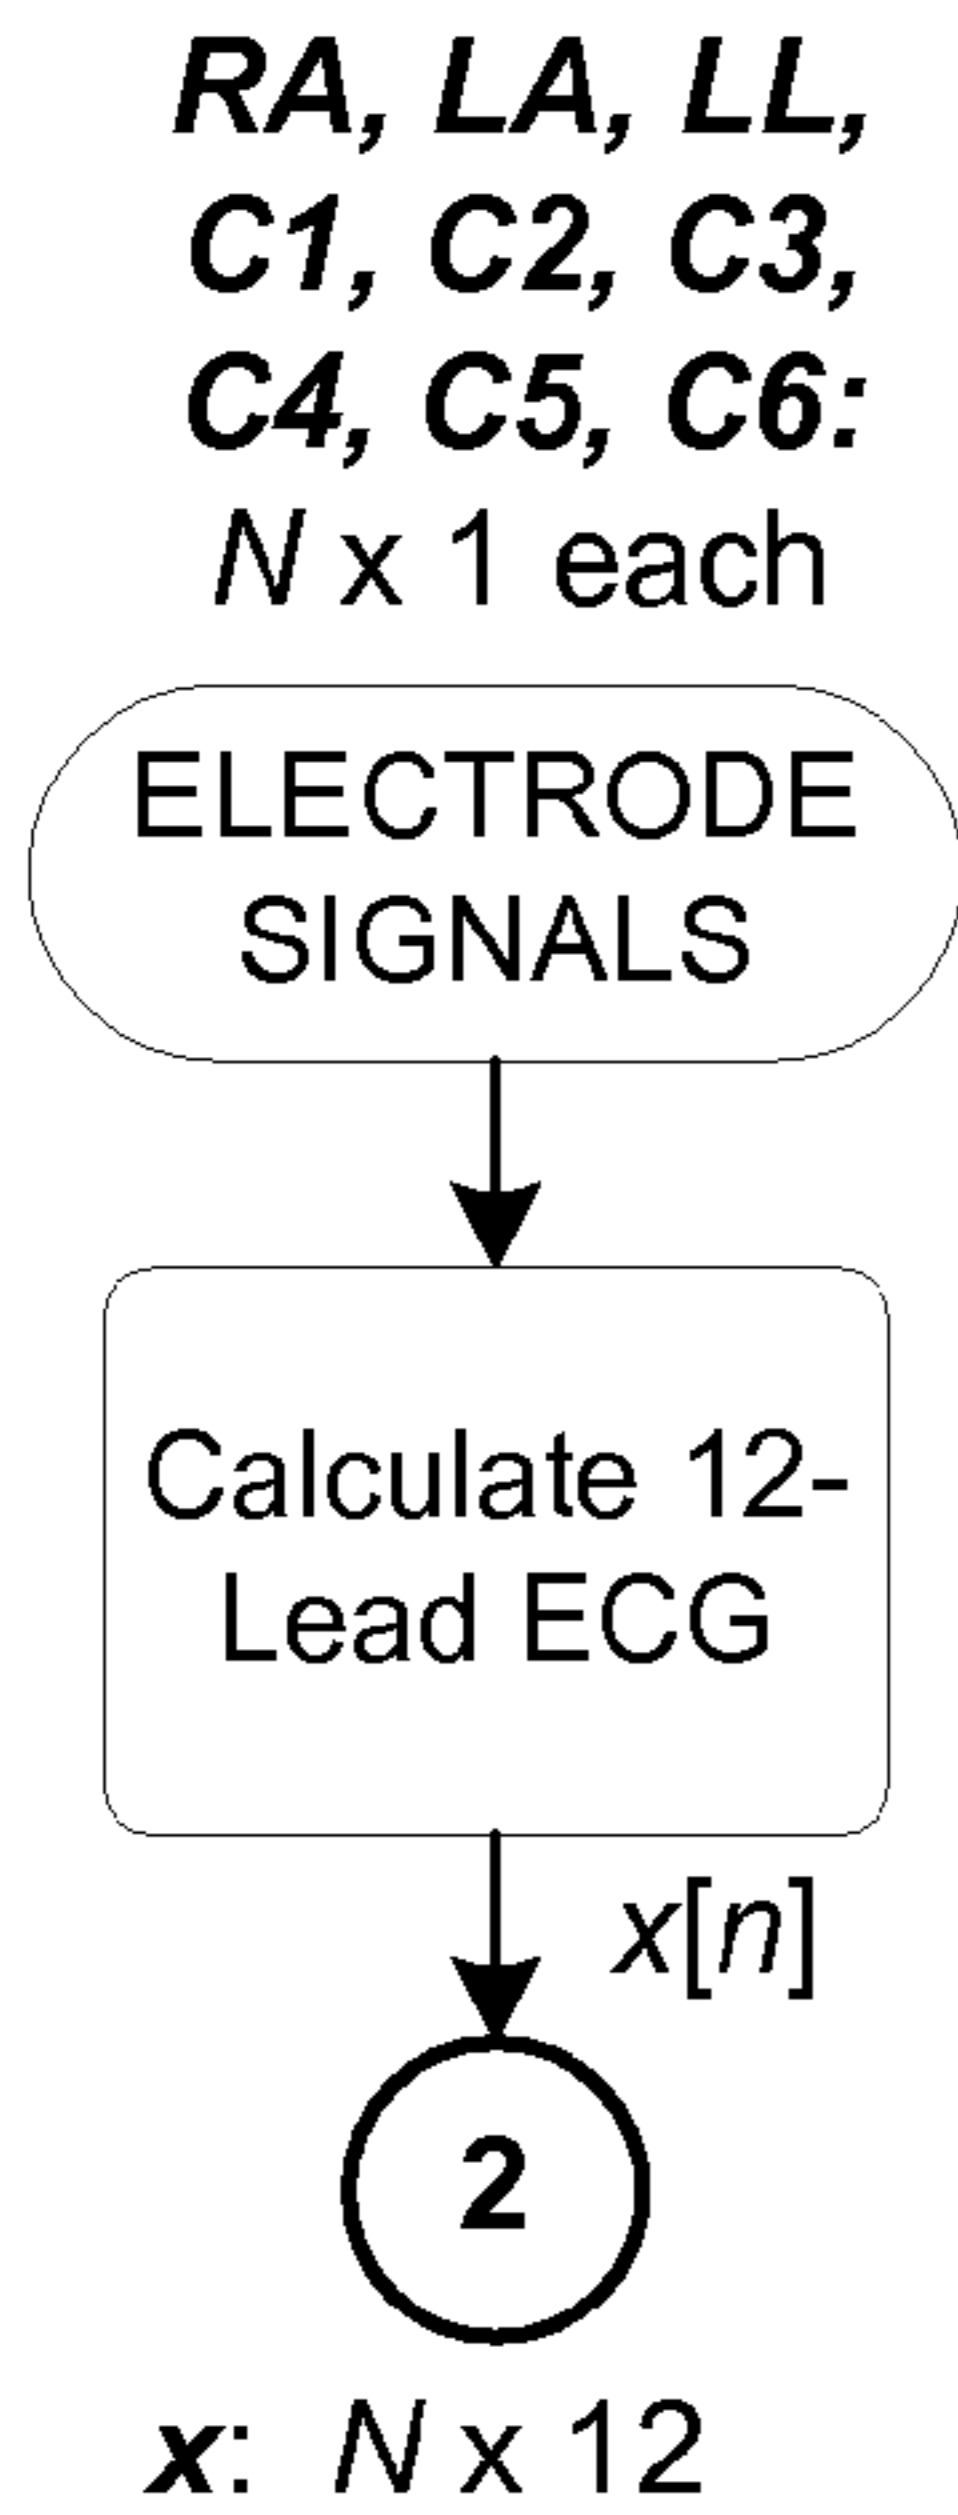 RA, LA, LL,
C1, C2, C3,
C4, C5, C6:
N x 1 each
ELECTRODE
SIGNALS
Calculate 12-
Lead ECG
x[n]
2
x: N x 12